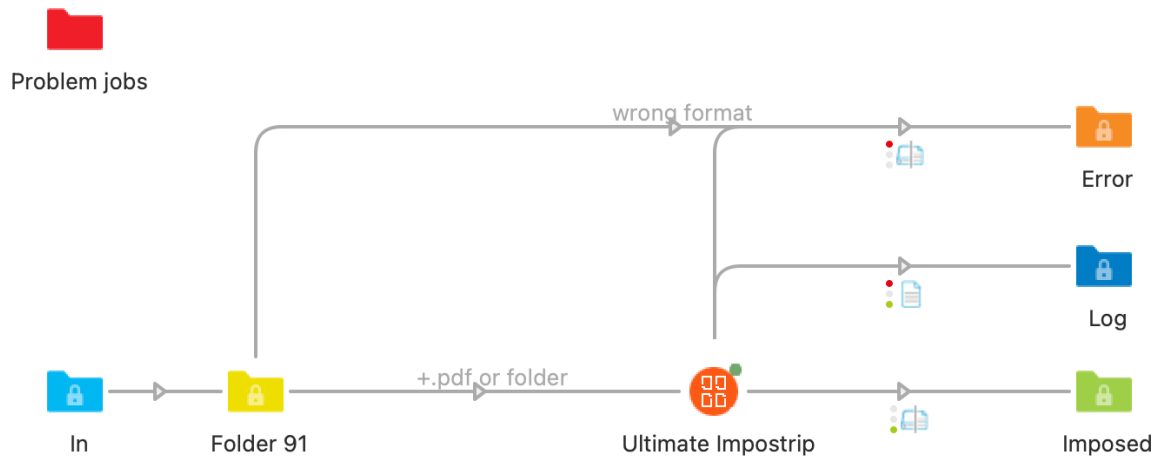 Problem jobs
wrong format
Error
Log
+.pdf or folder
In
Folder 91
Ultimate Impostrip
Imposed